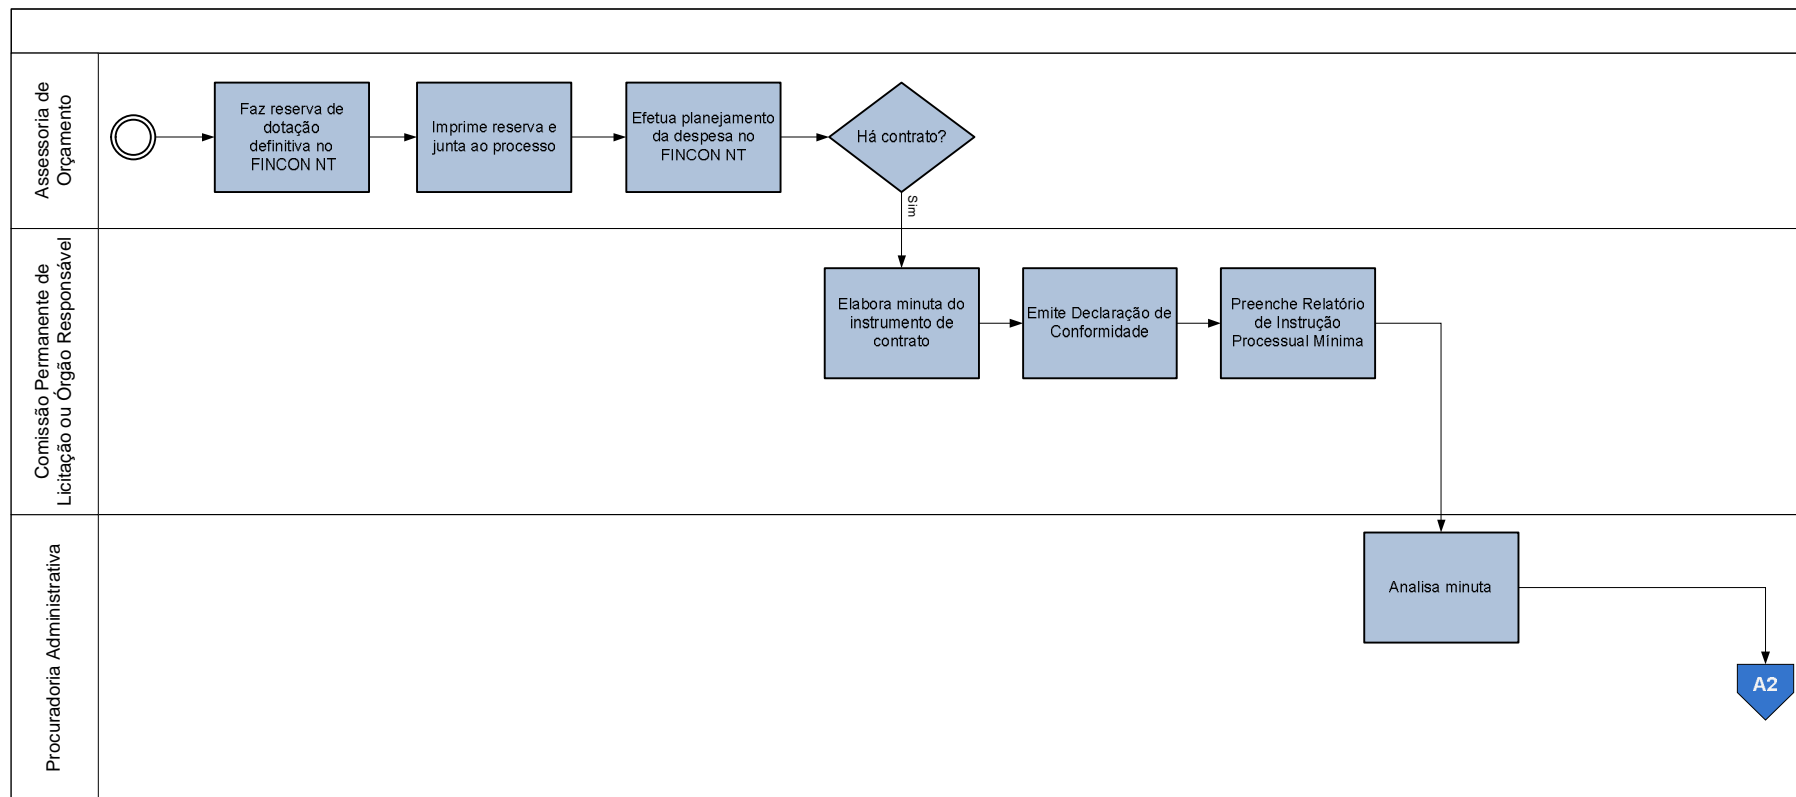 Assessoria de
Orçamento
Faz reserva de
dotação
definitiva no
FINCON NT
Imprime reserva e
junta ao processo
Efetua planejamento
da despesa no
FINCON NT
Há contrato?
Sim
Comissão Permanente de
Licitação ou Órgão Responsável
Elabora minuta do
instrumento de
contrato
Emite Declaração de
Conformidade
Preenche Relatório
de Instrução
Processual Mínima
Procuradoria Administrativa
Analisa minuta
A2